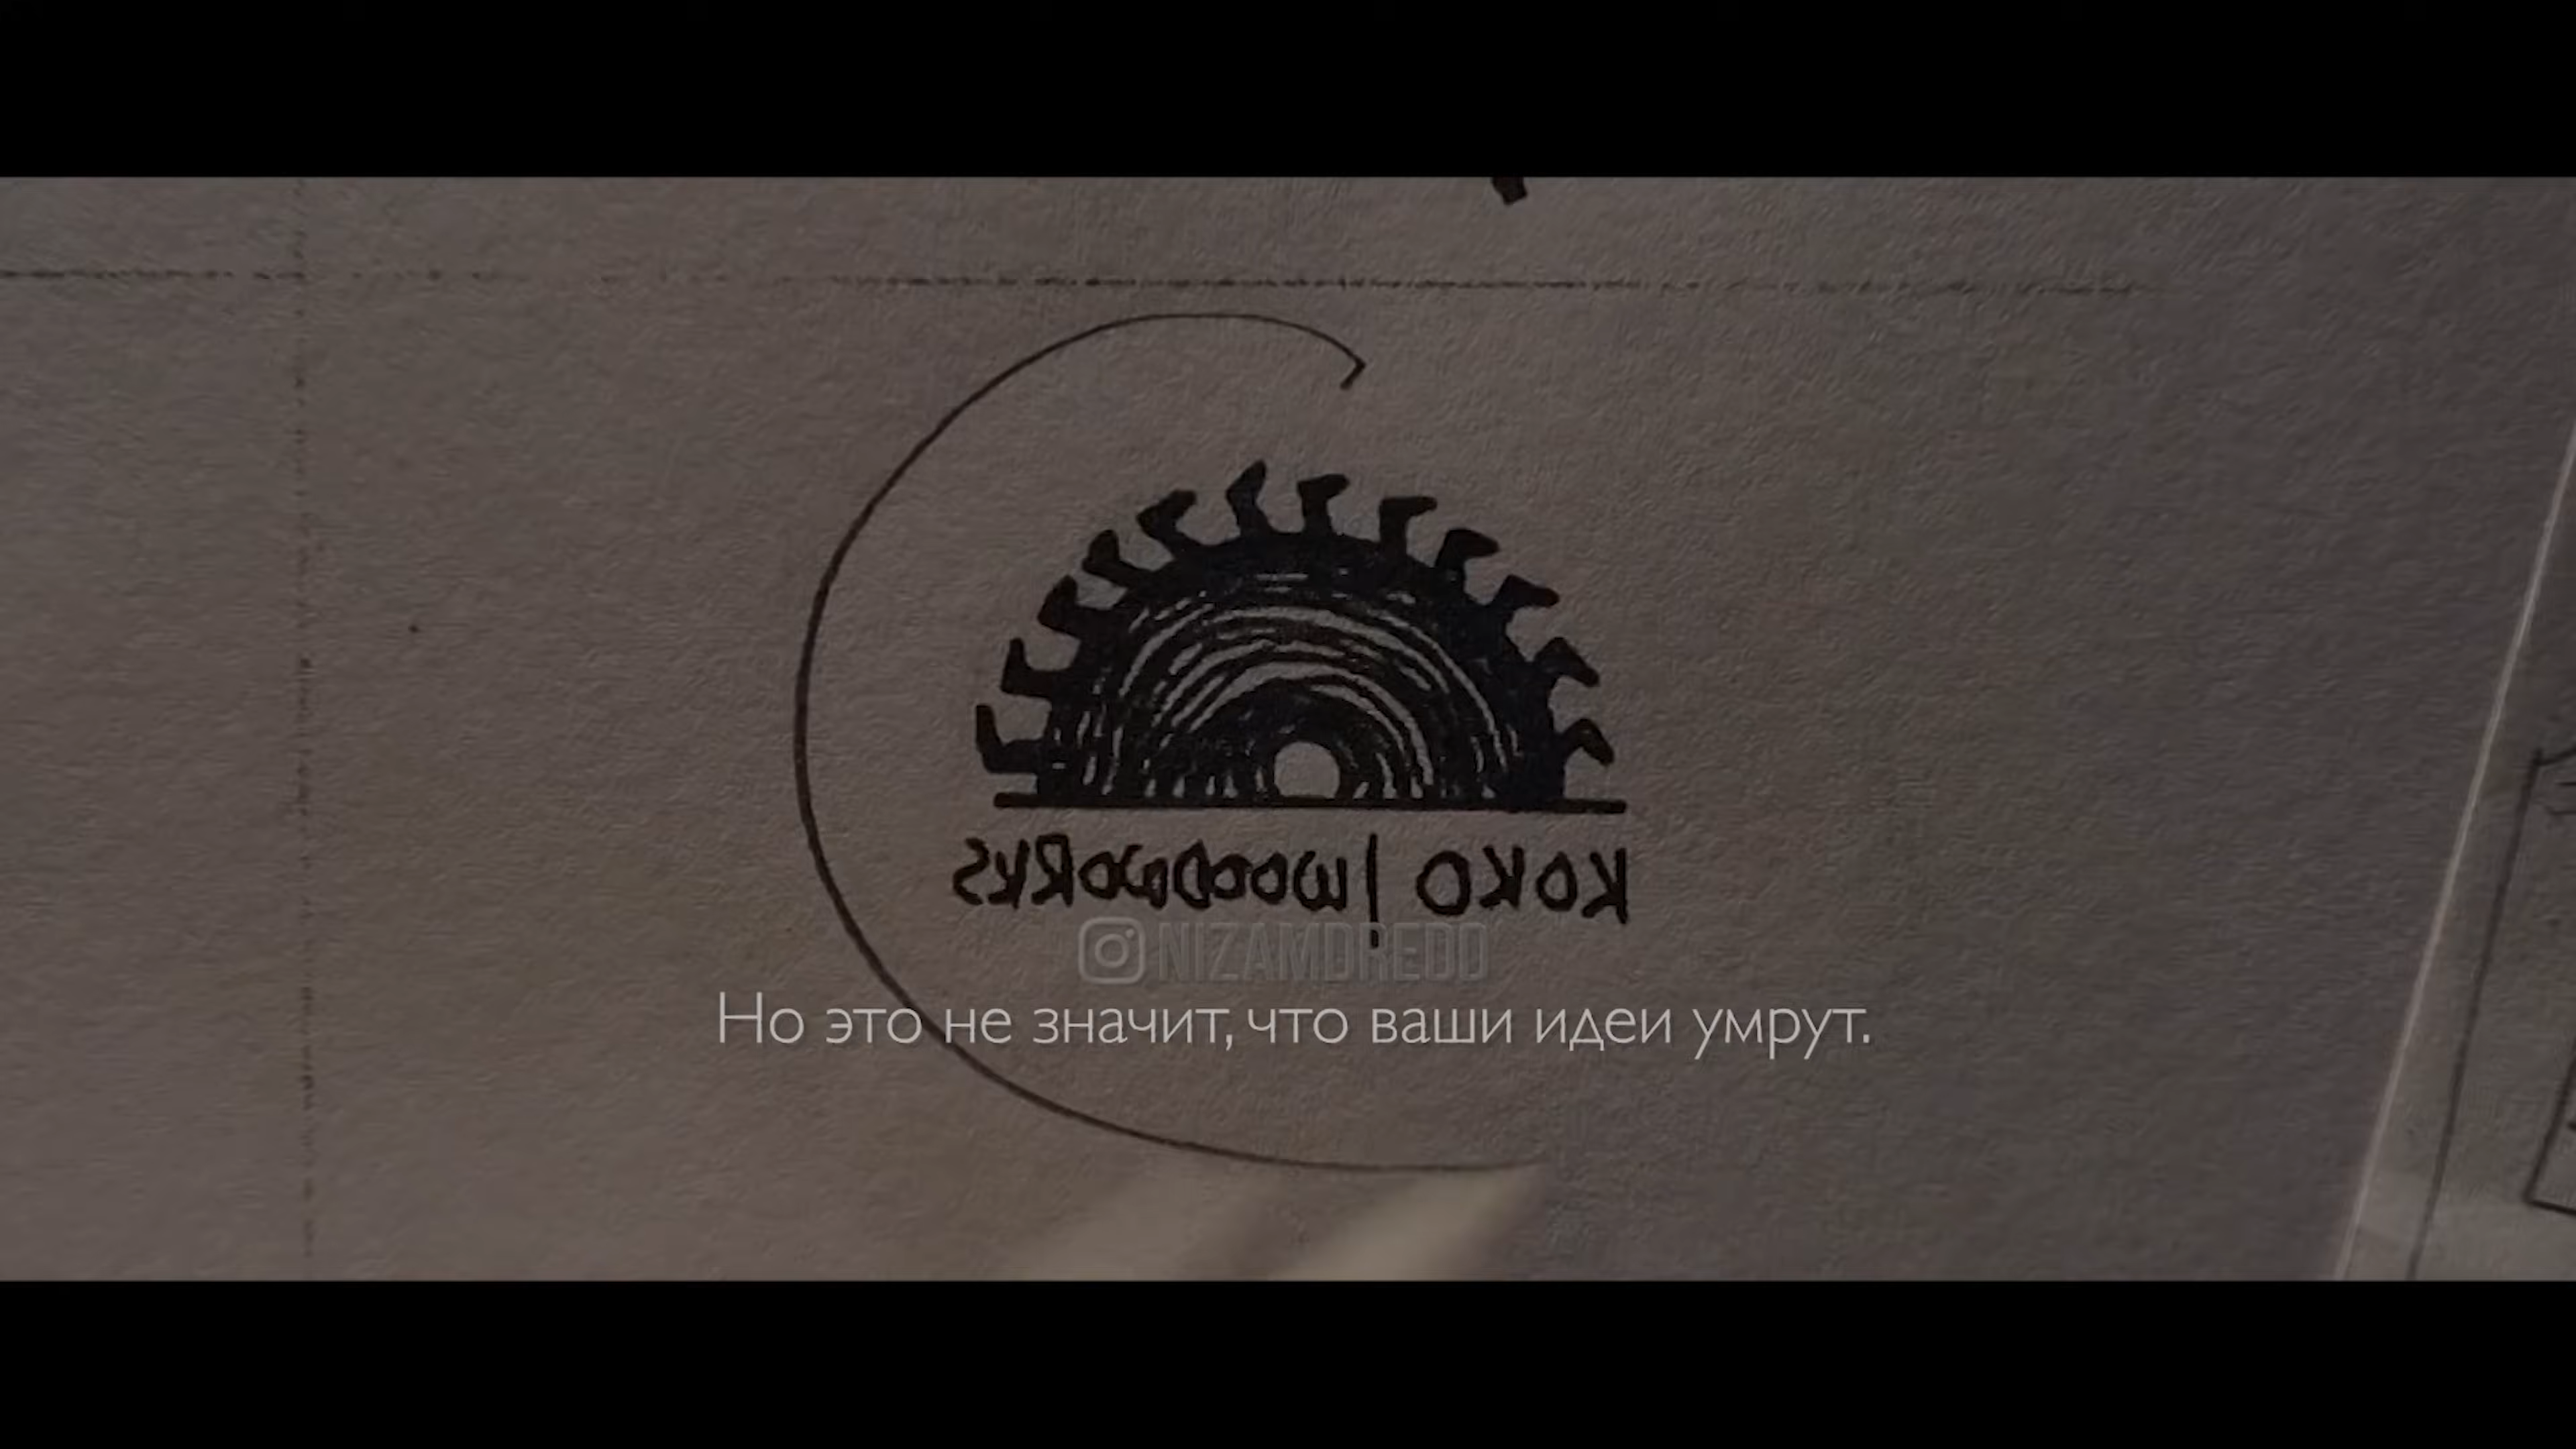 KOKO | WOODWORKS
NIZAMDREDD
Но это не значит, что ваши идеи умрут.